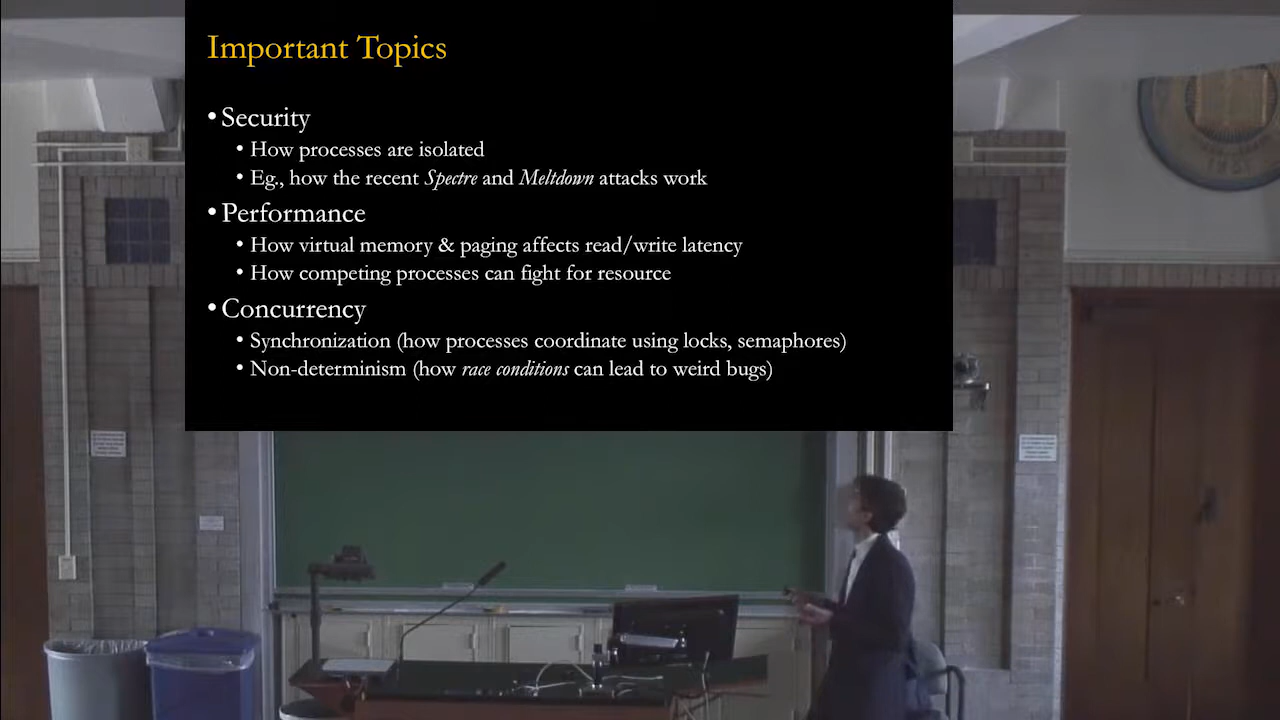 Important Topics
• Security
• How processes are isolated
• Eg., how the recent Spectre and Meltdown attacks work
• Performance
• How virtual memory & paging affects read/write latency
• How competing processes can fight for resource
• Concurrency
• Synchronization (how processes coordinate using locks, semaphores)
• Non-determinism (how race conditions can lead to weird bugs)